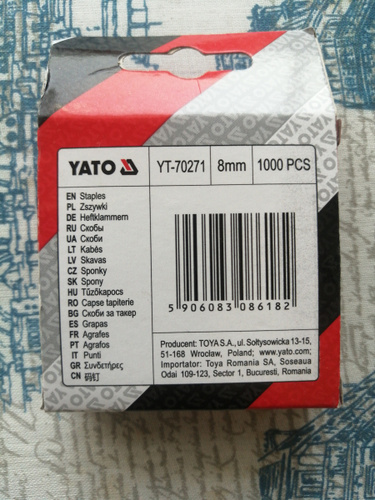 YATO YT-70271 8mm 1000 PCS
EN Staples
PL Zszywki
DE Heftklammern
RU Скобы
UA Скоби
LT Kabės
LV Skavas
CZ Sponky
SK Spony
HU Tűzőkapocs
RO Capse tapiterie
BG Скоби за такер
ES Grapas
FR Agrafes
PT Agrafos
IT Punti
GR Συνδετήρες
CN 码钉
5 906083 086182
Producent: TOYA S.A., ul. Sołtysowicka 13-15,
51-168 Wrocław, Poland; www.yato.com;
Importator: Toya Romania SA, Soseaua
Odai 109-123, Sector 1, Bucuresti, Romania